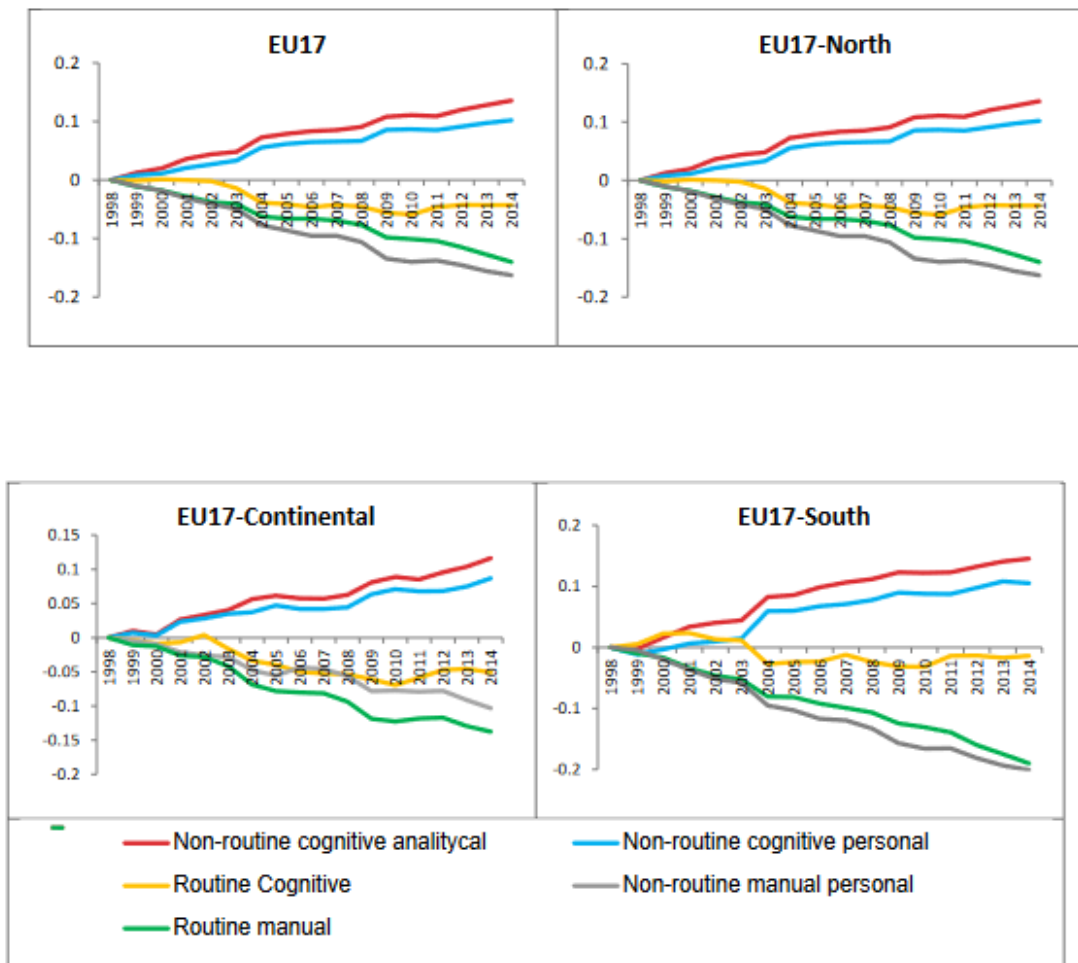 EU17
0.2
0.1
0
-0.1
-0.2
1998 1999 2000 2001 2002 2003 2004 2005 2006 2007 2008 2009 2010 2011 2012 2013 2014
EU17-North
0.2
0.1
0
-0.1
-0.2
1998 1999 2000 2001 2002 2003 2004 2005 2006 2007 2008 2009 2010 2011 2012 2013 2014
EU17-Continental
0.15
0.1
0.05
0
-0.05
-0.1
-0.15
-0.2
1998 1999 2000 2001 2002 2003 2004 2005 2006 2007 2008 2009 2010 2011 2012 2013 2014
EU17-South
0.2
0.1
0
-0.1
-0.2
1998 1999 2000 2001 2002 2003 2004 2005 2006 2007 2008 2009 2010 2011 2012 2013 2014
Non-routine cognitive analitycal
Non-routine cognitive personal
Routine Cognitive
Non-routine manual personal
Routine manual